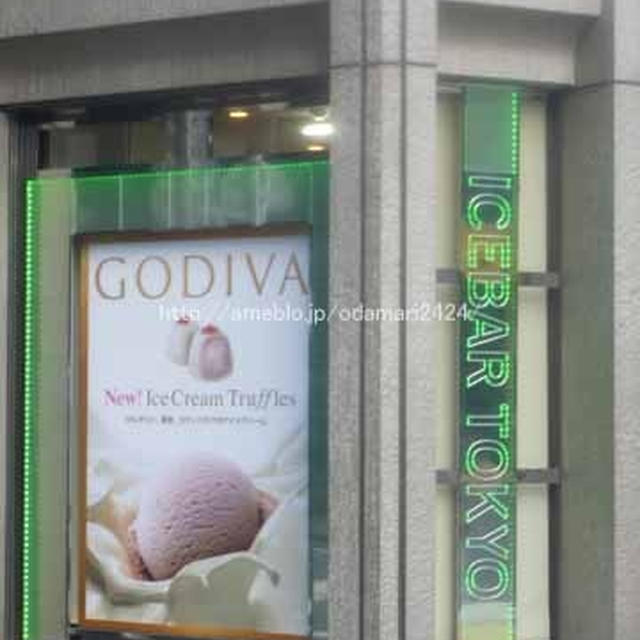 GODIVA
http://ameblo.jp/odamari2424
New! IceCream Truffles
ICEBAR TOKYO